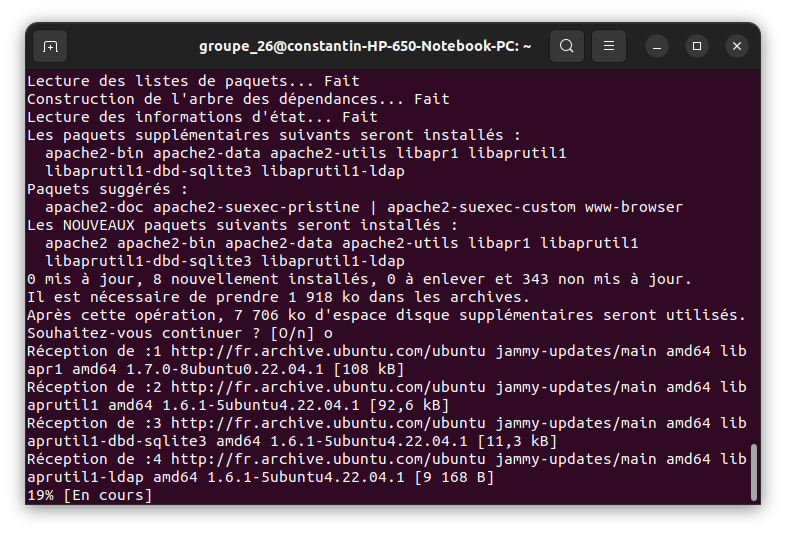 groupe_26@constantin-HP-650-Notebook-PC: ~
Lecture des listes de paquets... Fait
Construction de l'arbre des dépendances... Fait
Lecture des informations d'état... Fait
Les paquets supplémentaires suivants seront installés :
  apache2-bin apache2-data apache2-utils libapr1 libaprutil1
  libaprutil1-dbd-sqlite3 libaprutil1-ldap
Paquets suggérés :
  apache2-doc apache2-suexec-pristine | apache2-suexec-custom www-browser
Les NOUVEAUX paquets suivants seront installés :
  apache2 apache2-bin apache2-data apache2-utils libapr1 libaprutil1
  libaprutil1-dbd-sqlite3 libaprutil1-ldap
0 mis à jour, 8 nouvellement installés, 0 à enlever et 343 non mis à jour.
Il est nécessaire de prendre 1 918 ko dans les archives.
Après cette opération, 7 706 ko d'espace disque supplémentaires seront utilisés.
Souhaitez-vous continuer ? [O/n] o
Réception de :1 http://fr.archive.ubuntu.com/ubuntu jammy-updates/main amd64 lib
apr1 amd64 1.7.0-8ubuntu0.22.04.1 [108 kB]
Réception de :2 http://fr.archive.ubuntu.com/ubuntu jammy-updates/main amd64 lib
aprutil1 amd64 1.6.1-5ubuntu4.22.04.1 [92,6 kB]
Réception de :3 http://fr.archive.ubuntu.com/ubuntu jammy-updates/main amd64 lib
aprutil1-dbd-sqlite3 amd64 1.6.1-5ubuntu4.22.04.1 [11,3 kB]
Réception de :4 http://fr.archive.ubuntu.com/ubuntu jammy-updates/main amd64 lib
aprutil1-ldap amd64 1.6.1-5ubuntu4.22.04.1 [9 168 B]
19% [En cours]